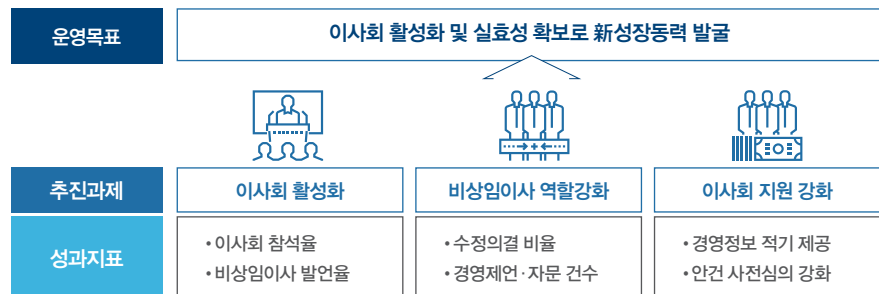 운영목표
이사회 활성화 및 실효성 확보로 新성장동력 발굴
추진과제
이사회 활성화
비상임이사 역할강화
이사회 지원 강화
성과지표
• 이사회 참석율
• 비상임이사 발언율
• 수정의결 비율
• 경영제언·자문 건수
• 경영정보 적기 제공
• 안건 사전심의 강화